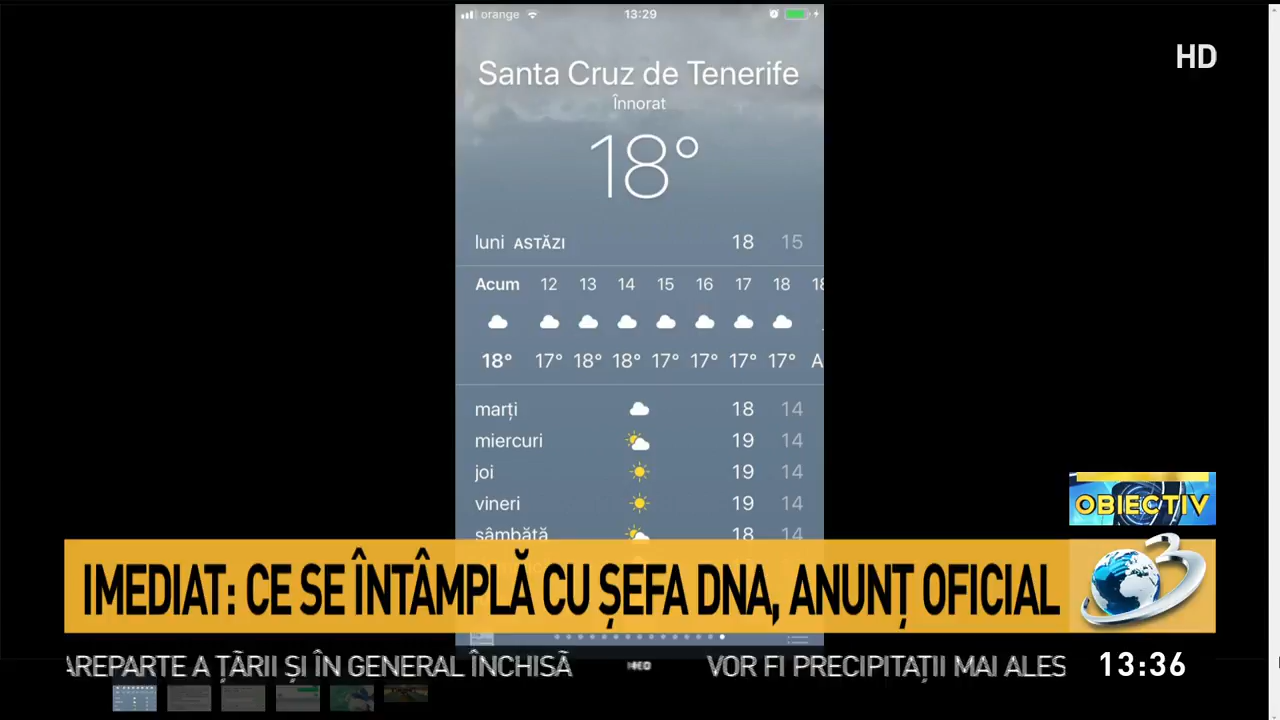 orange 13:29
HD
Santa Cruz de Tenerife
Înnorat
18°
luni ASTĂZI 18 15
Acum 12 13 14 15 16 17 18 18
18° 17° 18° 18° 17° 17° 17° 17° A
marți 18 14
miercuri 19 14
joi 19 14
vineri 19 14
sâmbătă 18 14
OBIECTIV
IMEDIAT: CE SE ÎNTÂMPLĂ CU ȘEFA DNA, ANUNȚ OFICIAL
3
AREPARTE A ȚĂRII ȘI ÎN GENERAL ÎNCHISĂ VOR FI PRECIPITAȚII MAI ALES 13:36